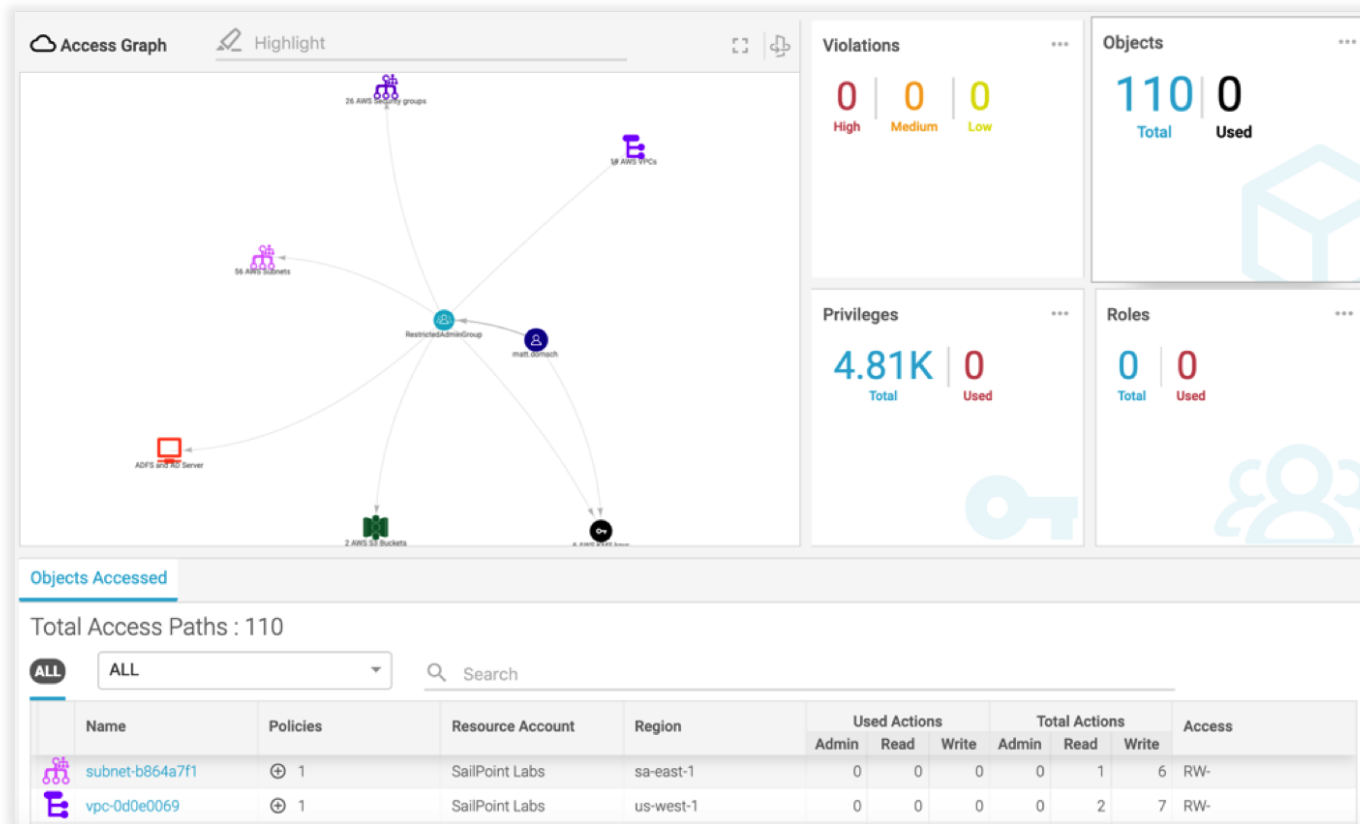 Access Graph
Highlight
26 AWS Security groups
AWS VPCs
56 AWS Subnets
RestrictedAdminGroup
matt.domsch
ADFS and AD Server
2 AWS S3 Buckets
AWS KMS keys
Violations
0 0 0
High Medium Low
Objects
110 0
Total Used
Privileges
4.81K 0
Total Used
Roles
0 0
Total Used
Objects Accessed
Total Access Paths : 110
ALL ALL Search
Name Policies Resource Account Region Used Actions Total Actions Access
Admin Read Write Admin Read Write
subnet-b864a7f1 1 SailPoint Labs sa-east-1 0 0 0 0 1 6 RW-
vpc-0d0e0069 1 SailPoint Labs us-west-1 0 0 0 0 2 7 RW-